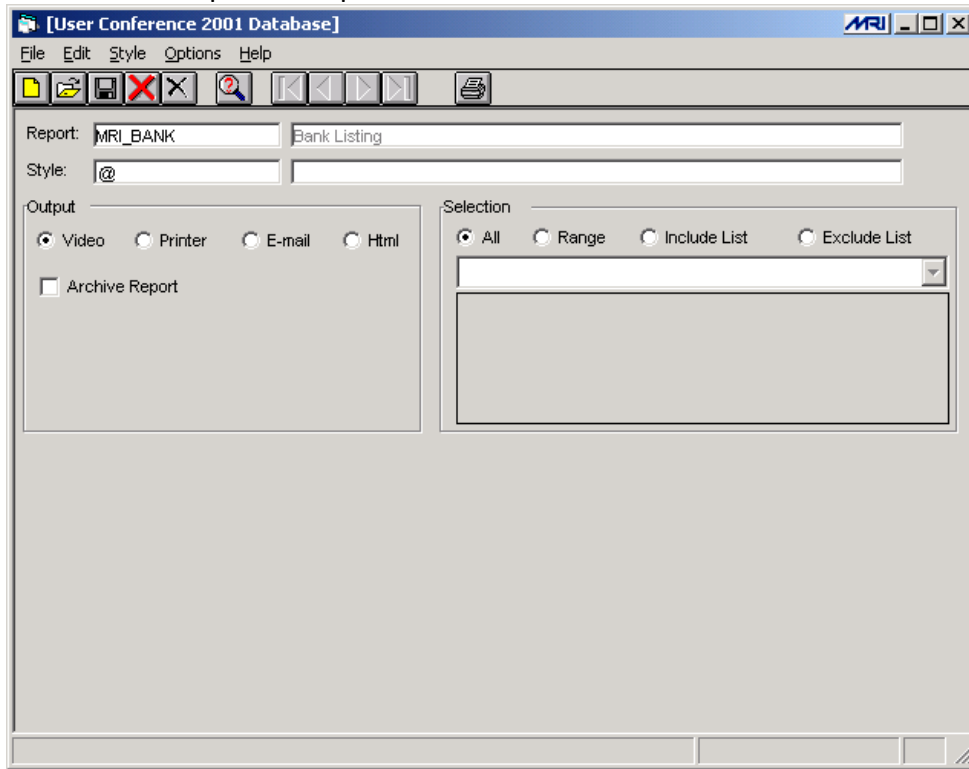 [User Conference 2001 Database]
MRI
File Edit Style Options Help
Report: MRI_BANK Bank Listing
Style: @
Output
Selection
Video Printer E-mail Html
All Range Include List Exclude List
Archive Report